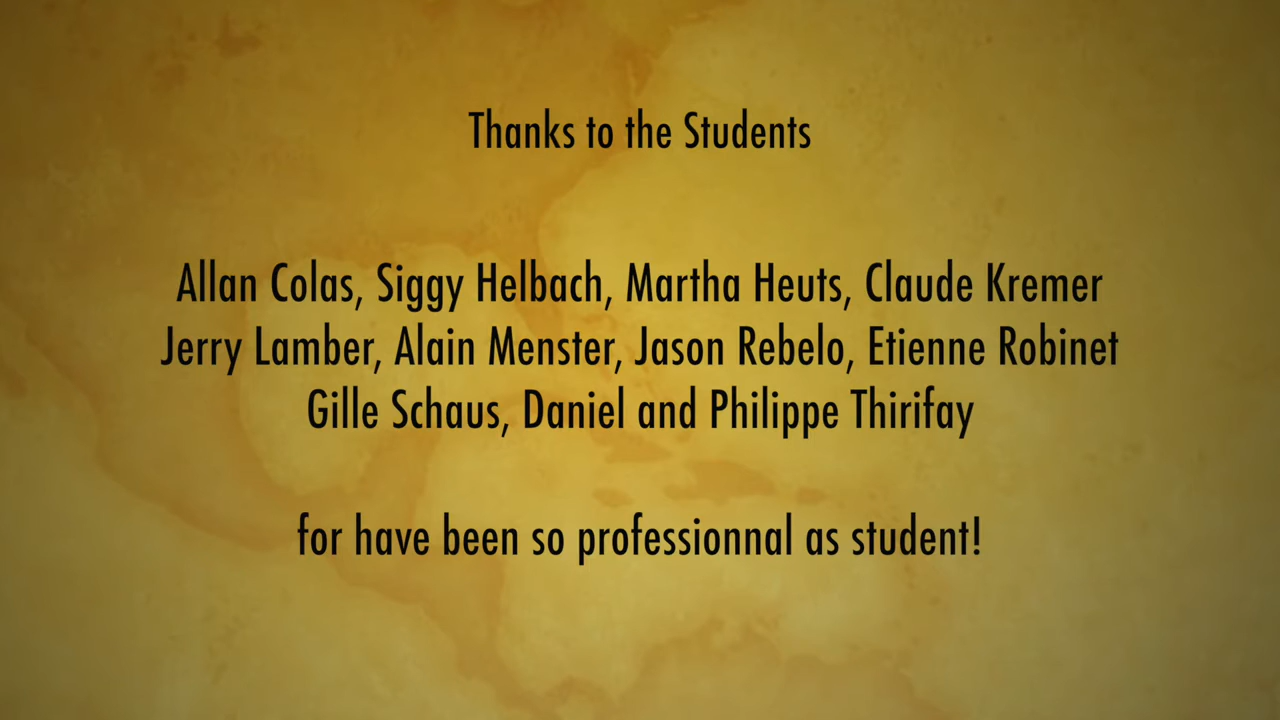 Thanks to the Students
Allan Colas, Siggy Helbach, Martha Heuts, Claude Kremer
Jerry Lamber, Alain Menster, Jason Rebelo, Etienne Robinet
Gille Schaus, Daniel and Philippe Thirifay
for have been so professionnal as student!